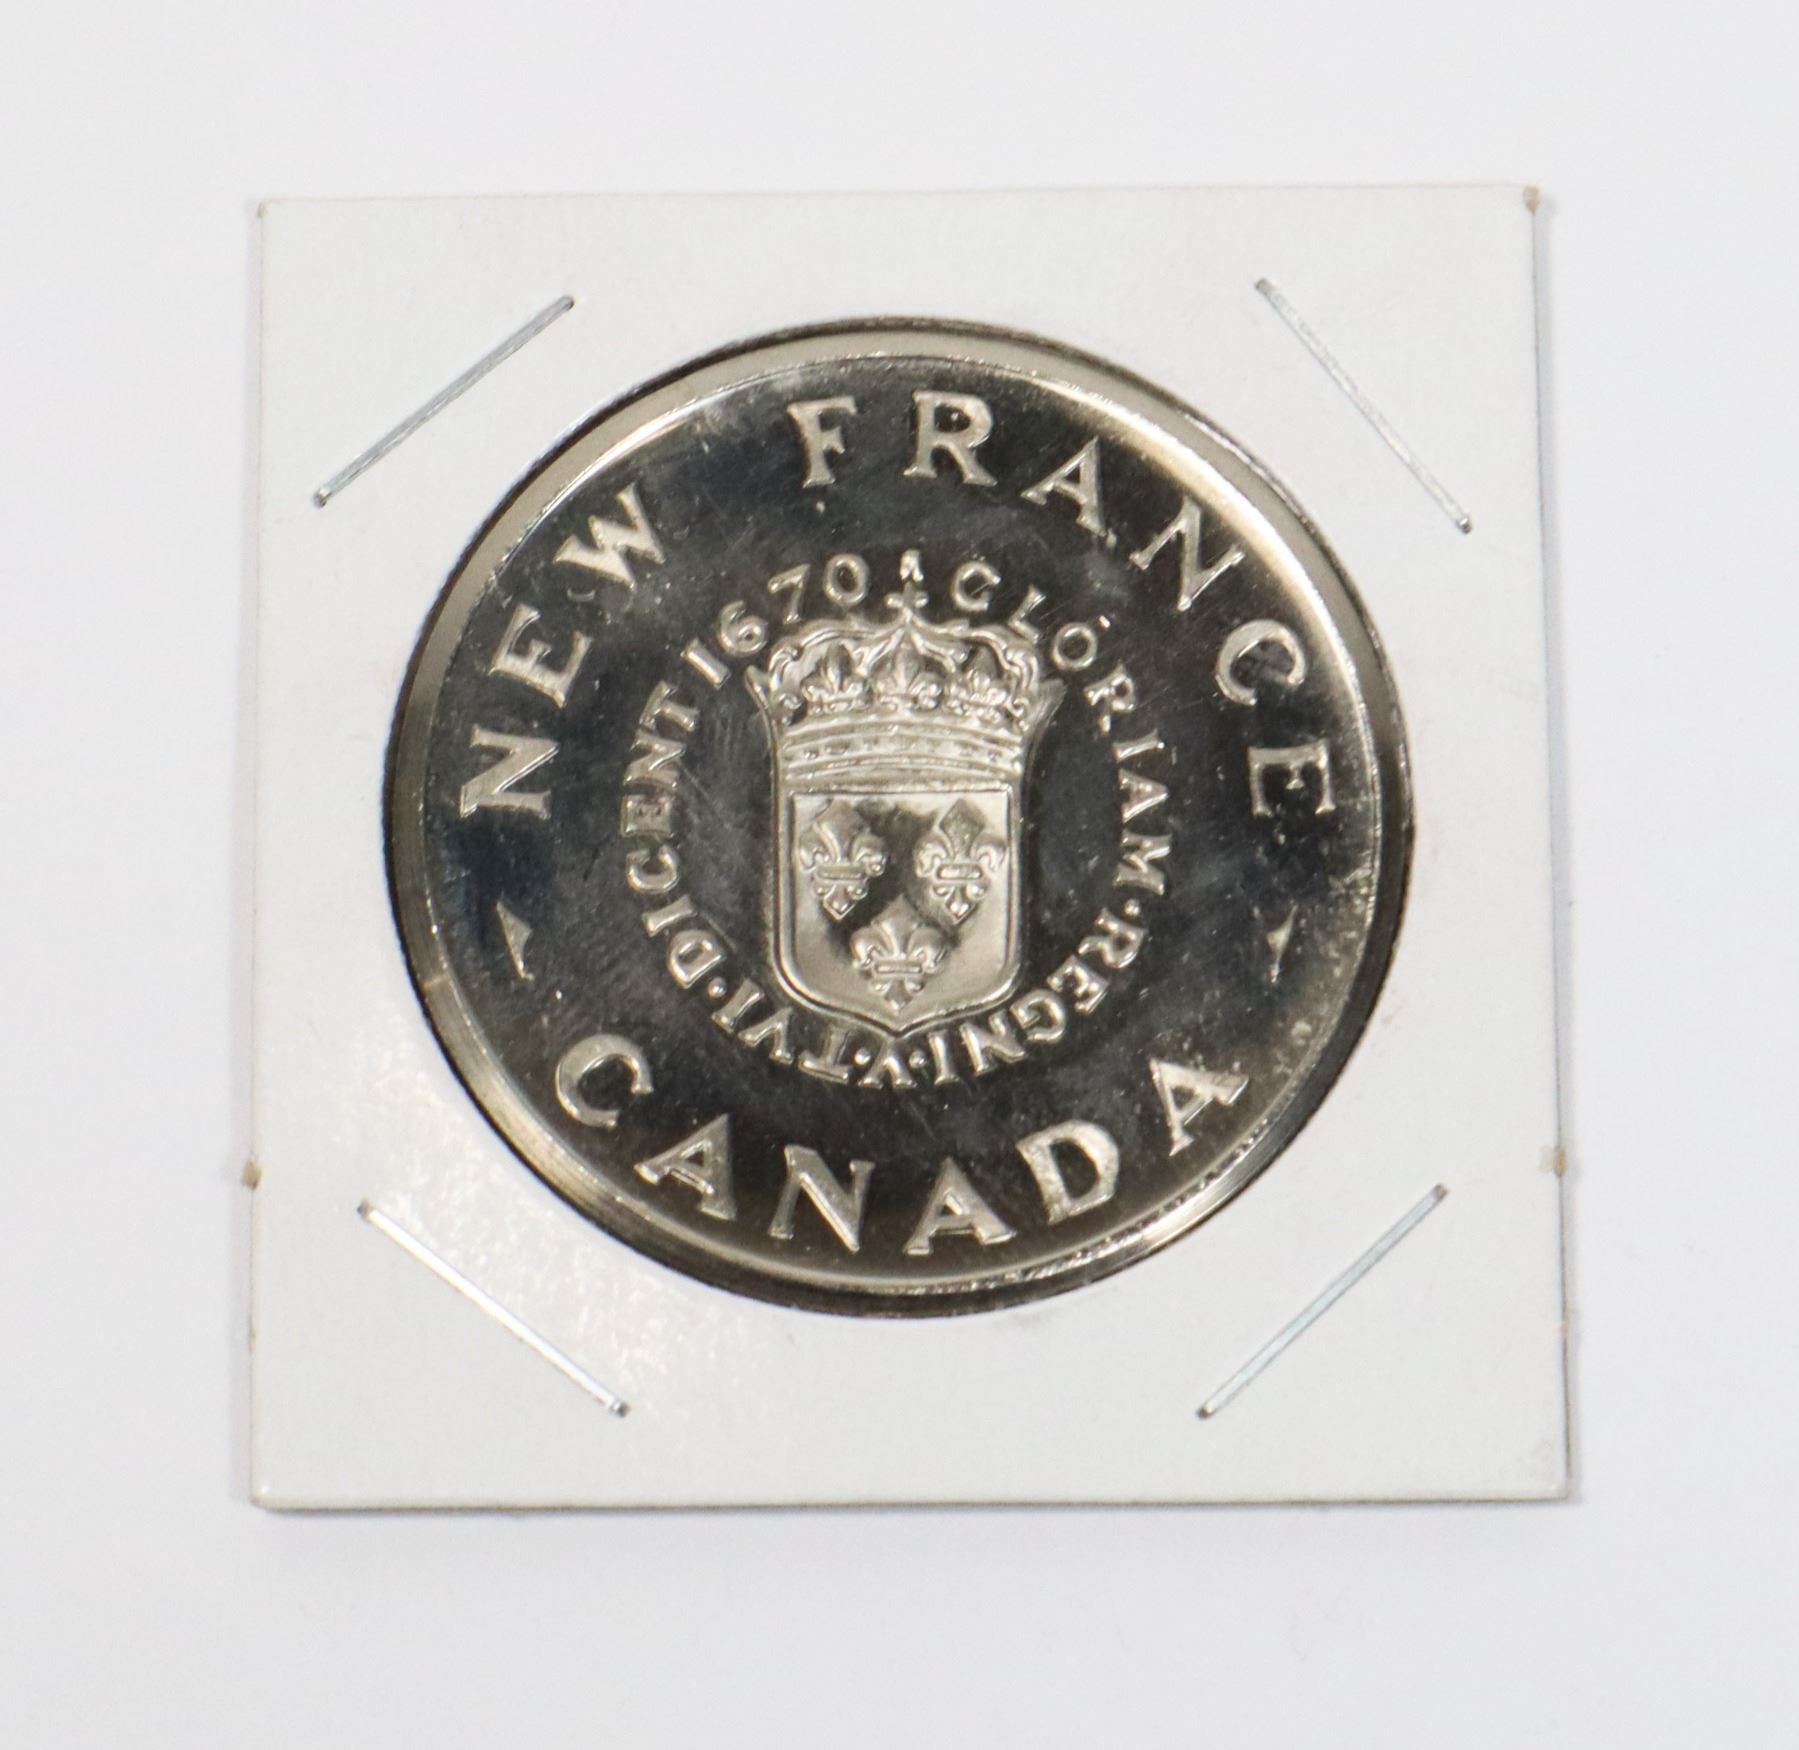 NEW FRANCE
CANADA
A GLORIAM·REGNI·V·TVI·DICENT 1670